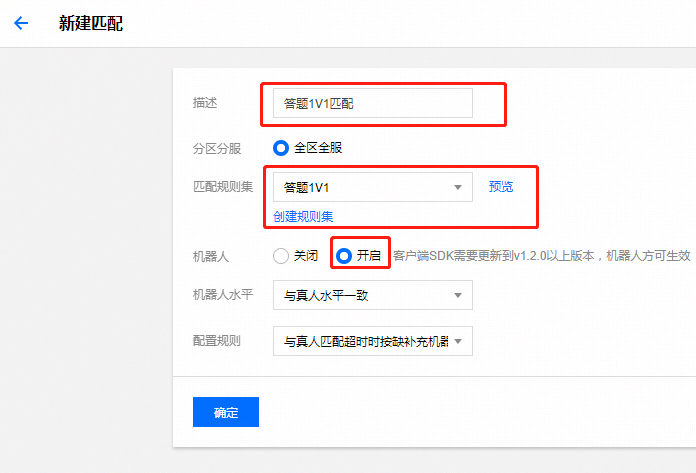 新建匹配
描述
答题1V1匹配
分区分服
全区全服
匹配规则集
答题1V1
预览
创建规则集
机器人
关闭
开启
客户端SDK需要更新到v1.2.0以上版本，机器人方可生效
机器人水平
与真人水平一致
配置规则
与真人匹配超时时按缺补充机器
确定